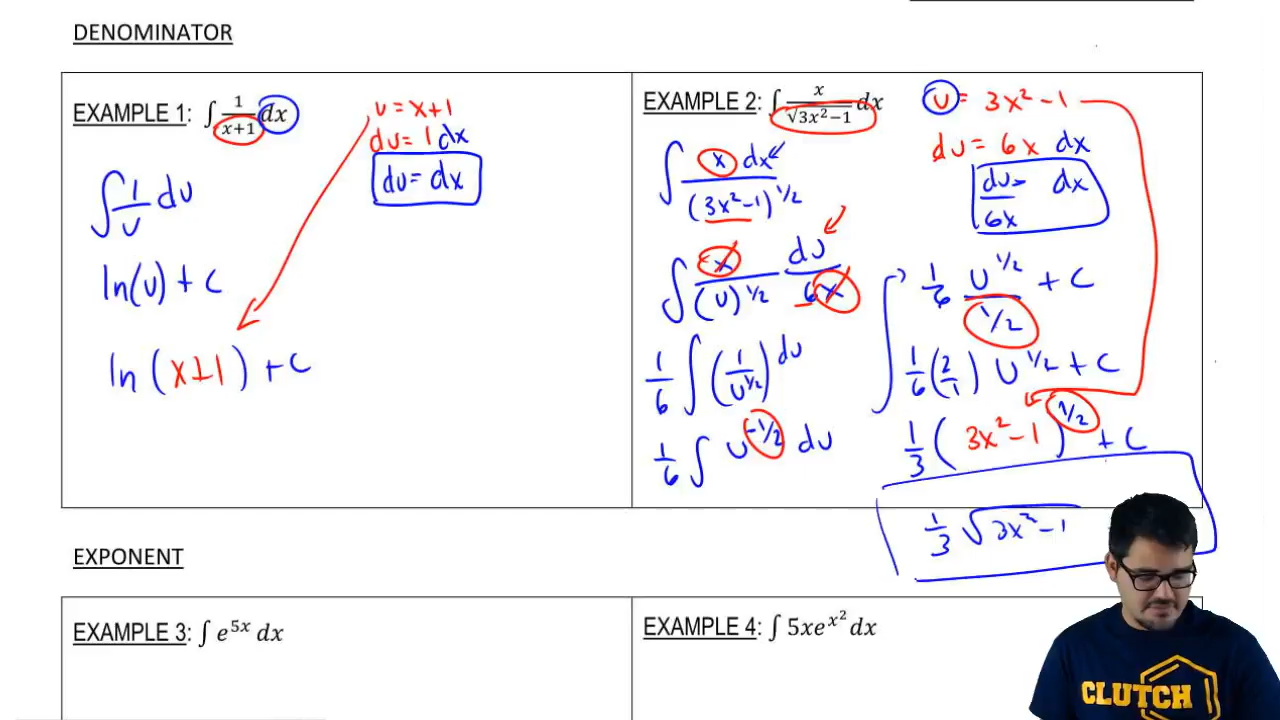 DENOMINATOR
EXAMPLE 1: ∫ 1/(x+1) dx
u = x+1
du = 1 dx
du = dx
∫ 1/u du
ln(u) + c
ln (x+1) + c
EXAMPLE 2: ∫ x/√(3x²−1) dx
u = 3x² − 1
du = 6x dx
du/6x = dx
∫ x dx / (3x²−1)^1/2
∫ x/(u)^1/2 du/6x
1/6 ∫ (1/u^1/2) du
1/6 ∫ u^−1/2 du
1/6 u^1/2 / 1/2 + c
1/6 (2/1) u^1/2 + c
1/3 (3x²−1)^1/2 + c
1/3 √3x²−1
EXPONENT
EXAMPLE 3: ∫ e^5x dx
EXAMPLE 4: ∫ 5xe^x² dx
CLUTCH